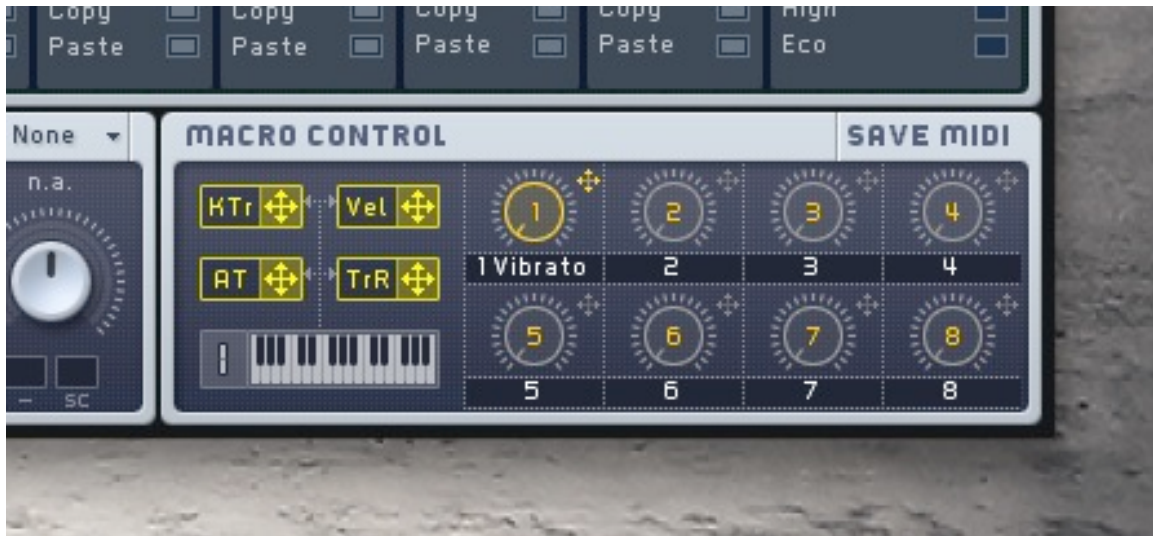 Copy Copy Copy Copy High
Paste Paste Paste Paste Eco
None MACRO CONTROL SAVE MIDI
n.a.
KTr Vel 1 2 3 4
AT TrR 1 Vibrato 2 3 4
5 6 7 8
— SC 5 6 7 8